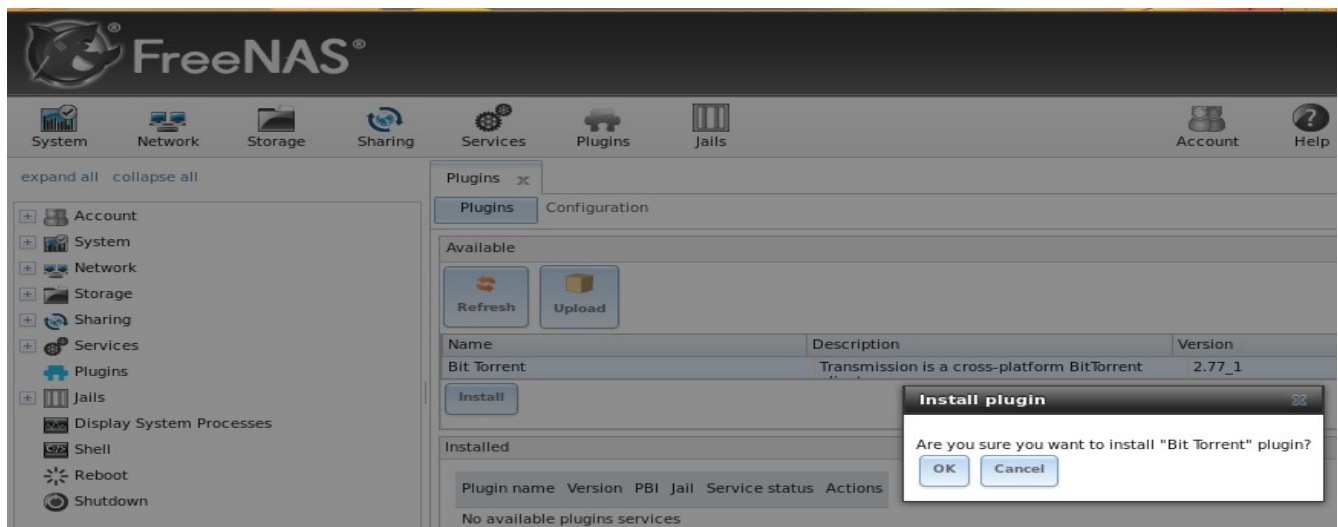 FreeNAS®
System Network Storage Sharing Services Plugins Jails Account Help
expand all collapse all
Account
System
Network
Storage
Sharing
Services
Plugins
Jails
Display System Processes
Shell
Reboot
Shutdown
Plugins
Plugins Configuration
Available
Refresh Upload
Name Description Version
Bit Torrent Transmission is a cross-platform BitTorrent 2.77_1
Install
Installed
Plugin name Version PBI Jail Service status Actions
No available plugins services
Install plugin
Are you sure you want to install "Bit Torrent" plugin?
OK Cancel